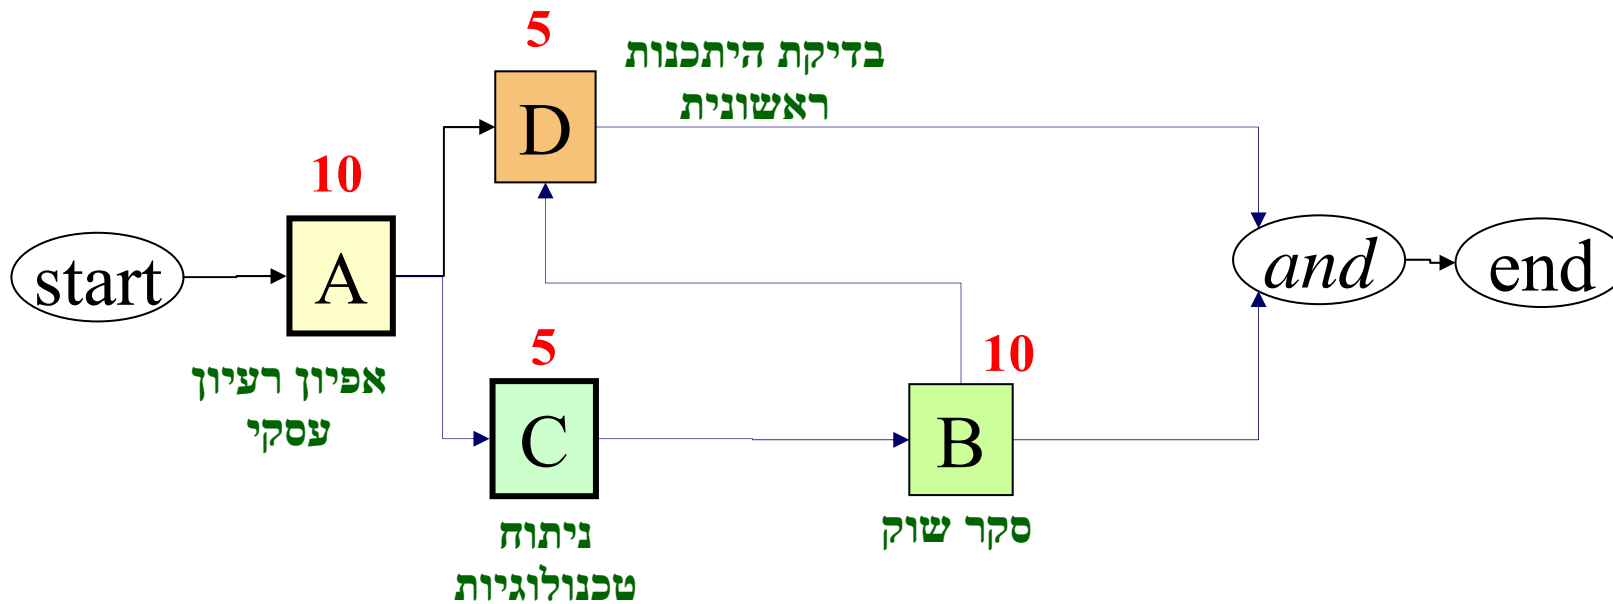 5
בדיקת היתכנות
ראשונית
D
10
start
A
and
end
אפיון רעיון
עסקי
5
C
10
B
ניתוח
טכנולוגיות
סקר שוק